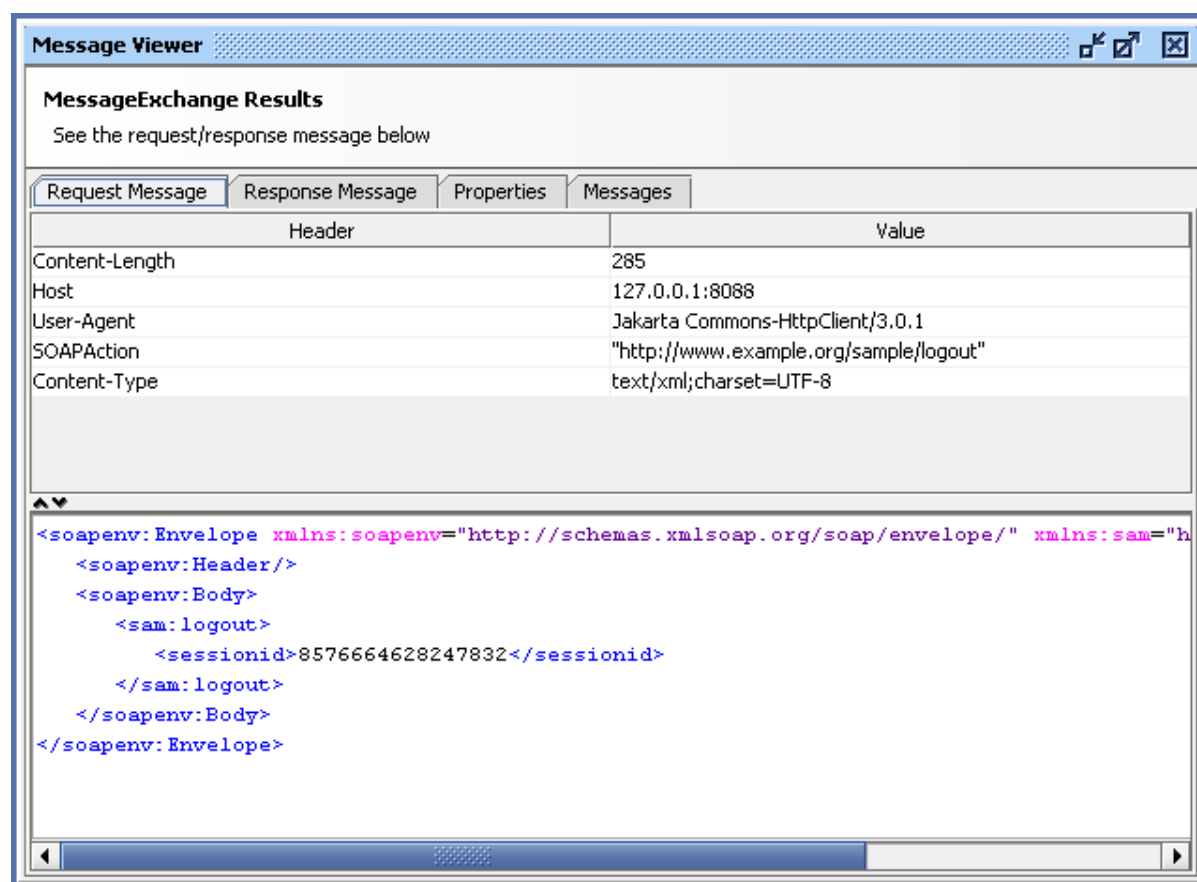 Message Viewer
MessageExchange Results
See the request/response message below
Request Message Response Message Properties Messages
Header Value
Content-Length 285
Host 127.0.0.1:8088
User-Agent Jakarta Commons-HttpClient/3.0.1
SOAPAction "http://www.example.org/sample/logout"
Content-Type text/xml;charset=UTF-8
<soapenv:Envelope xmlns:soapenv="http://schemas.xmlsoap.org/soap/envelope/" xmlns:sam="h
<soapenv:Header/>
<soapenv:Body>
<sam:logout>
<sessionid>8576664628247832</sessionid>
</sam:logout>
</soapenv:Body>
</soapenv:Envelope>